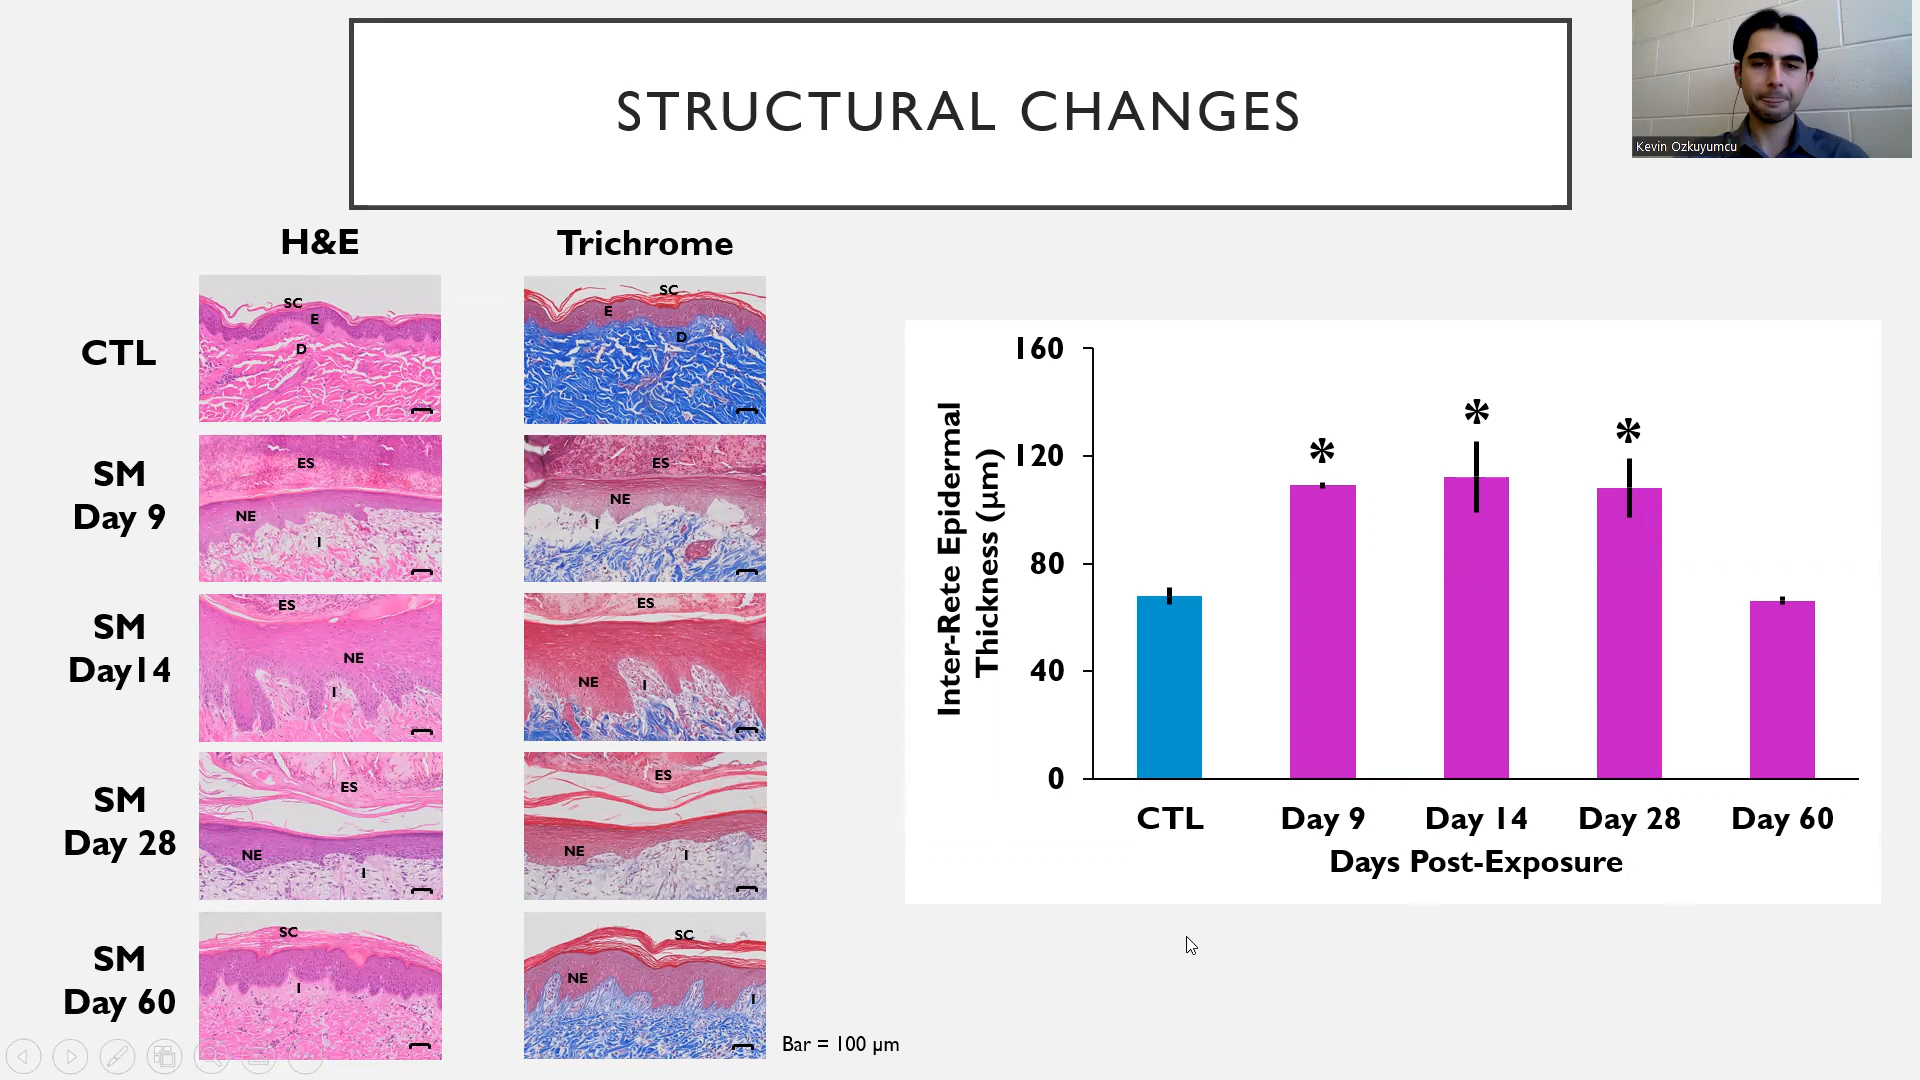 STRUCTURAL CHANGES
Kevin Ozkuyumcu
H&E
Trichrome
CTL
SC
E
D
SC
E
D
SM
Day 9
ES
NE
I
ES
NE
I
SM
Day14
ES
NE
I
ES
NE
I
SM
Day 28
ES
NE
I
ES
NE
I
SM
Day 60
SC
I
SC
NE
I
Bar = 100 µm
Inter-Rete Epidermal
Thickness (µm)
160
120
80
40
0
*
*
*
CTL
Day 9
Day 14
Day 28
Day 60
Days Post-Exposure